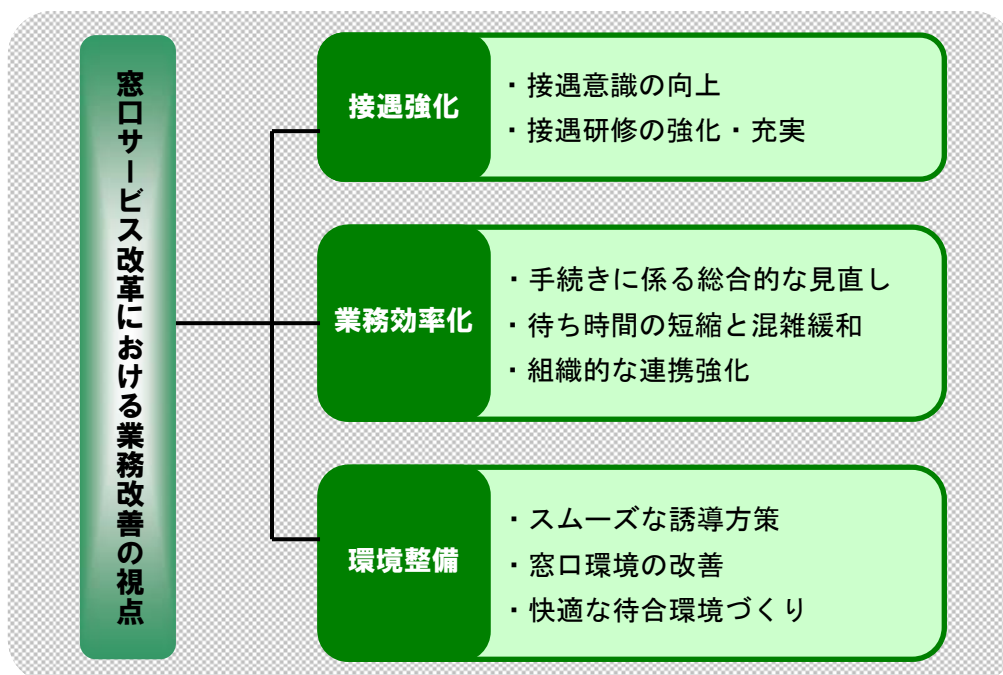 窓口サービス改革における業務改善の視点
接遇強化
・接遇意識の向上
・接遇研修の強化・充実
業務効率化
・手続きに係る総合的な見直し
・待ち時間の短縮と混雑緩和
・組織的な連携強化
環境整備
・スムーズな誘導方策
・窓口環境の改善
・快適な待合環境づくり